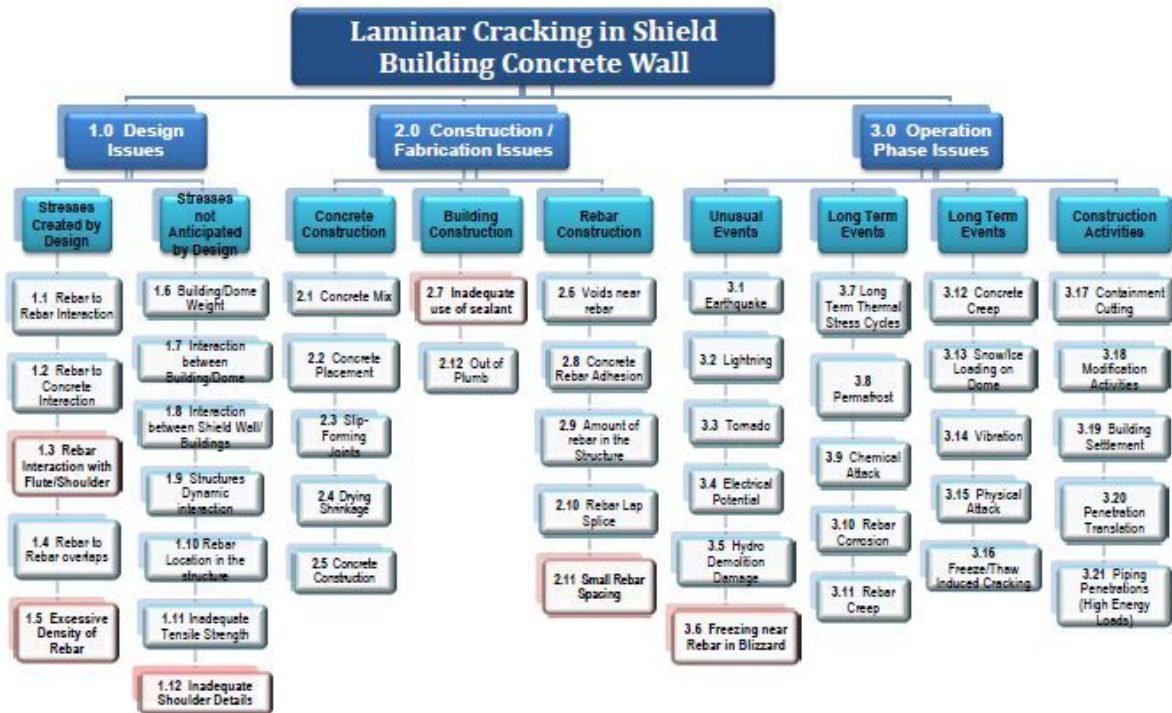 Laminar Cracking in Shield
Building Concrete Wall
1.0 Design
Issues
2.0 Construction /
Fabrication Issues
3.0 Operation
Phase Issues
Stresses
Created by
Design
Stresses
not
Anticipated
by Design
Concrete
Construction
Building
Construction
Rebar
Construction
Unusual
Events
Long Term
Events
Long Term
Events
Construction
Activities
1.1 Rebar to
Rebar Interaction
1.2 Rebar to
Concrete
Interaction
1.3 Rebar
Interaction with
Flute/Shoulder
1.4 Rebar to
Rebar overlaps
1.5 Excessive
Density of
Rebar
1.6 Building/Dome
Weight
1.7 Interaction
between
Building/Dome
1.8 Interaction
between Shield Wall/
Buildings
1.9 Structures
Dynamic
interaction
1.10 Rebar
Location in the
structure
1.11 Inadequate
Tensile Strength
1.12 Inadequate
Shoulder Details
2.1 Concrete Mix
2.2 Concrete
Placement
2.3 Slip-
Forming
Joints
2.4 Drying
Shrinkage
2.5 Concrete
Construction
2.7 Inadequate
use of sealant
2.12 Out of
Plumb
2.6 Voids near
rebar
2.8 Concrete
Rebar Adhesion
2.9 Amount of
rebar in the
Structure
2.10 Rebar Lap
Splice
2.11 Small Rebar
Spacing
3.1
Earthquake
3.2 Lightning
3.3 Tornado
3.4 Electrical
Potential
3.5 Hydro
Demolition
Damage
3.6 Freezing near
Rebar in Blizzard
3.7 Long
Term Thermal
Stress Cycles
3.8
Permafrost
3.9 Chemical
Attack
3.10 Rebar
Corrosion
3.11 Rebar
Creep
3.12 Concrete
Creep
3.13 Snow/Ice
Loading on
Dome
3.14 Vibration
3.15 Physical
Attack
3.16
Freeze/Thaw
Induced Cracking
3.17 Containment
Cutting
3.18
Modification
Activities
3.19 Building
Settlement
3.20
Penetration
Translation
3.21 Piping
Penetrations
(High Energy
Loads)